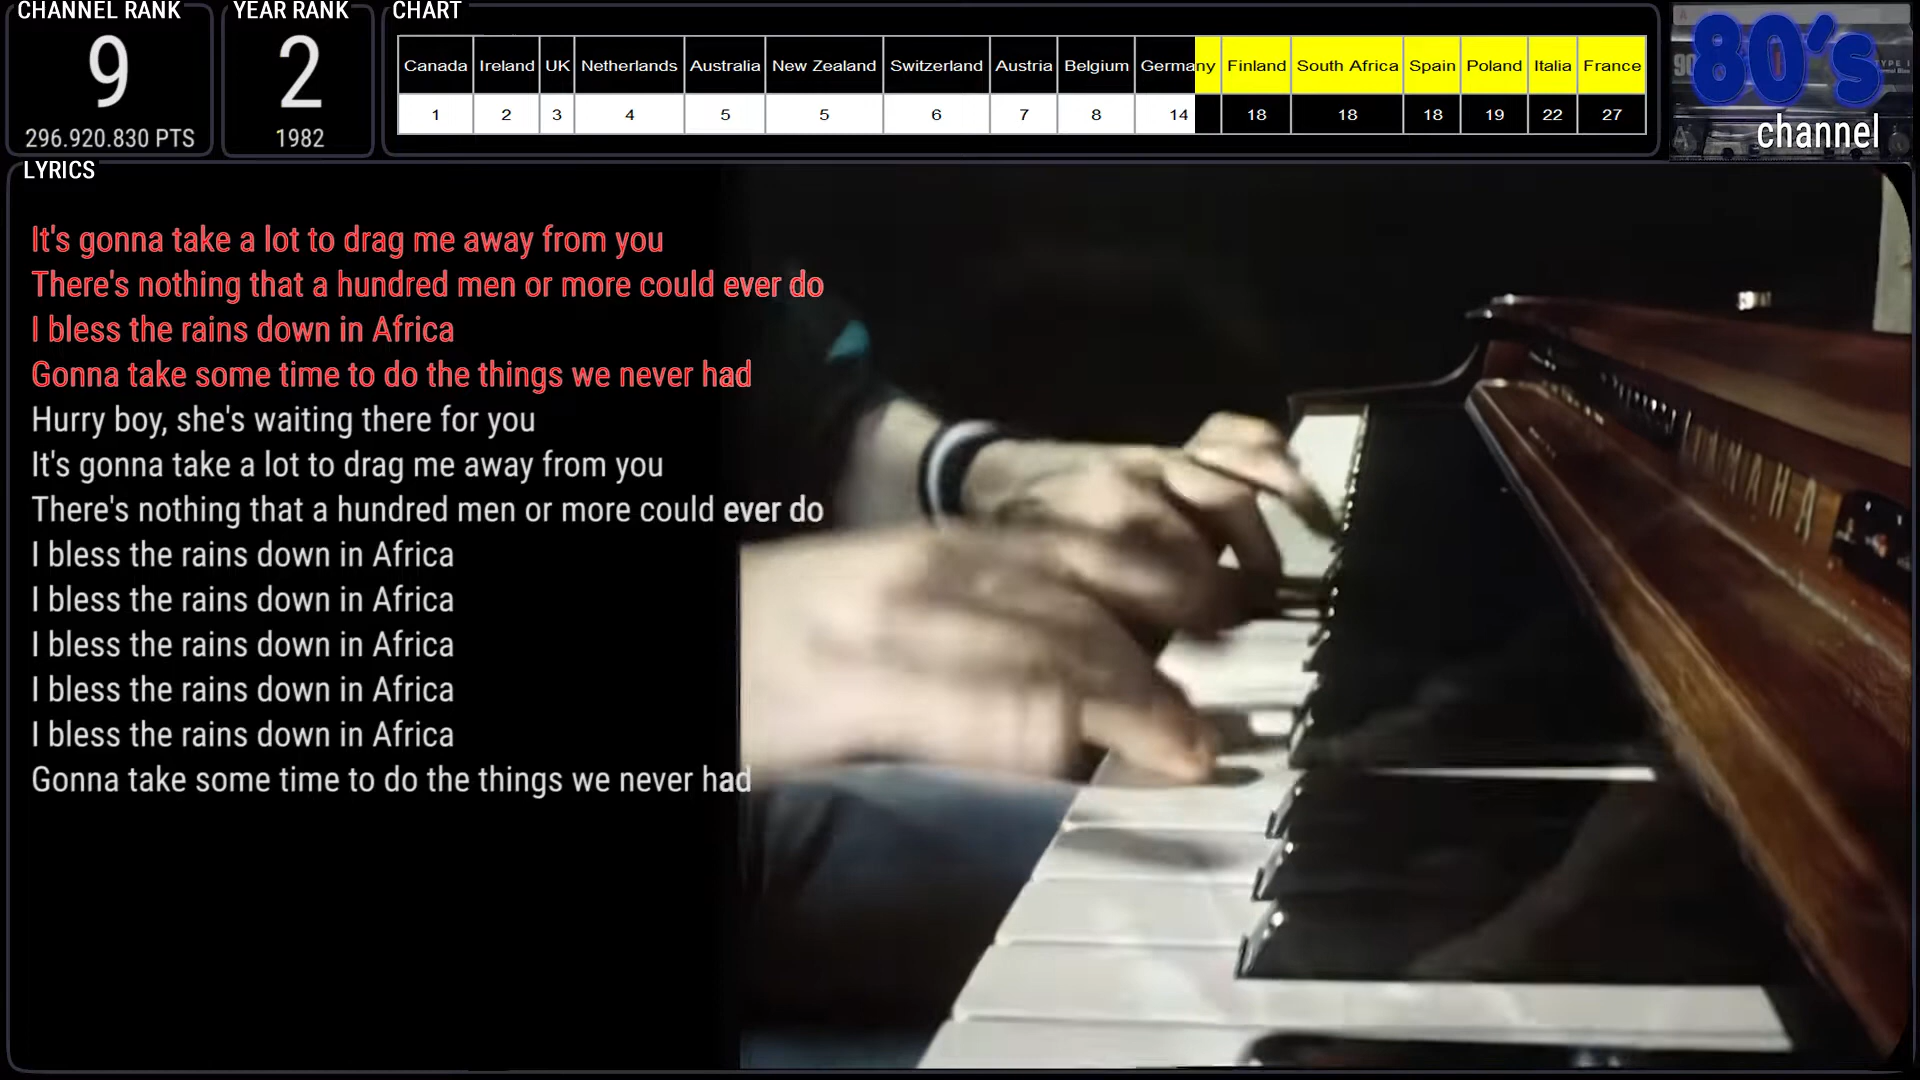 CHANNEL RANK
9
296.920.830 PTS
YEAR RANK
2
1982
CHART
Canada Ireland UK Netherlands Australia New Zealand Switzerland Austria Belgium Germany Finland South Africa Spain Poland Italia France
1 2 3 4 5 5 6 7 8 14 18 18 18 19 22 27
80's
channel
LYRICS
It's gonna take a lot to drag me away from you
There's nothing that a hundred men or more could ever do
I bless the rains down in Africa
Gonna take some time to do the things we never had
Hurry boy, she's waiting there for you
It's gonna take a lot to drag me away from you
There's nothing that a hundred men or more could ever do
I bless the rains down in Africa
I bless the rains down in Africa
I bless the rains down in Africa
I bless the rains down in Africa
I bless the rains down in Africa
Gonna take some time to do the things we never had
YAMAHA